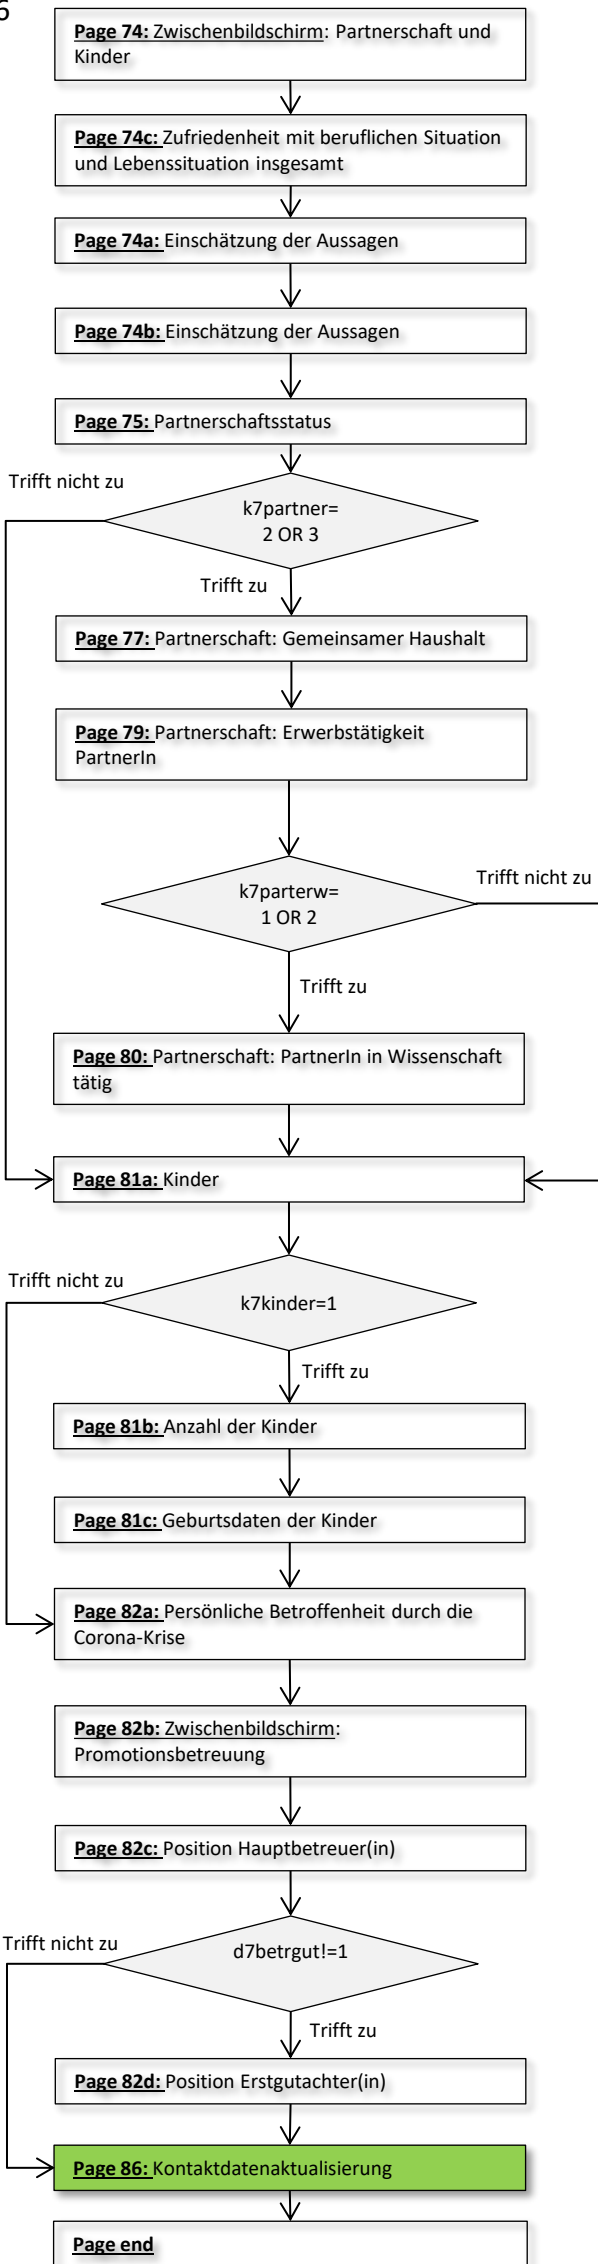 6
Page 74: Zwischenbildschirm: Partnerschaft und
Kinder
Page 74c: Zufriedenheit mit beruflichen Situation
und Lebenssituation insgesamt
Page 74a: Einschätzung der Aussagen
Page 74b: Einschätzung der Aussagen
Page 75: Partnerschaftsstatus
Trifft nicht zu
k7partner=
2 OR 3
Trifft zu
Page 77: Partnerschaft: Gemeinsamer Haushalt
Page 79: Partnerschaft: Erwerbstätigkeit
PartnerIn
Trifft nicht zu
k7parterw=
1 OR 2
Trifft zu
Page 80: Partnerschaft: PartnerIn in Wissenschaft
tätig
Page 81a: Kinder
Trifft nicht zu
k7kinder=1
Trifft zu
Page 81b: Anzahl der Kinder
Page 81c: Geburtsdaten der Kinder
Page 82a: Persönliche Betroffenheit durch die
Corona-Krise
Page 82b: Zwischenbildschirm:
Promotionsbetreuung
Page 82c: Position Hauptbetreuer(in)
Trifft nicht zu
d7betrgut!=1
Trifft zu
Page 82d: Position Erstgutachter(in)
Page 86: Kontaktdatenaktualisierung
Page end